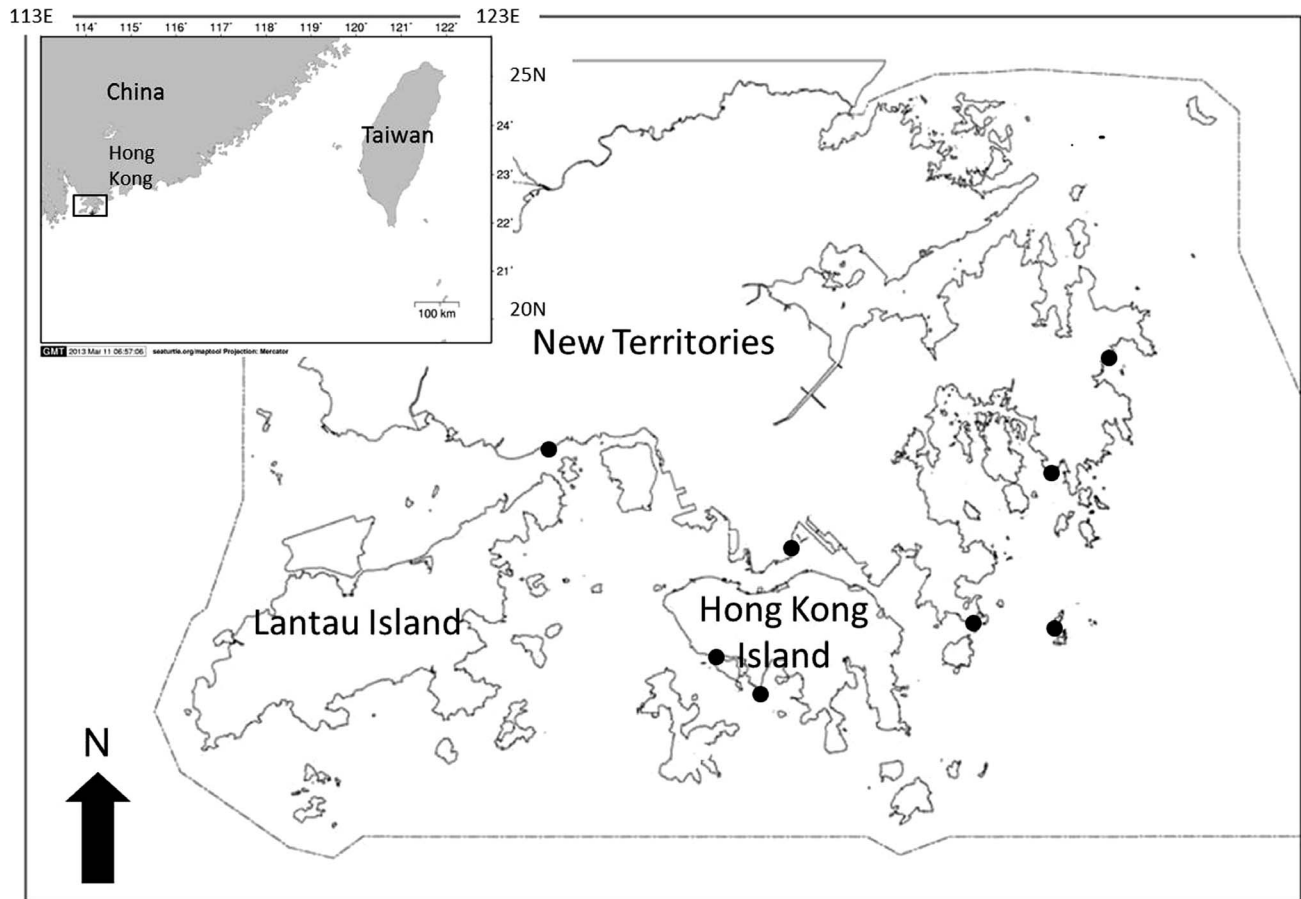 113E
123E
114° 115° 116° 117° 118° 119° 120° 121° 122°
25N
China
24°
Taiwan
Hong
Kong
23°
22°
21°
20N
100 km
GMT 2013 Mar 11 06:57:06 seaturtle.org/maptool Projection: Mercator
New Territories
Lantau Island
Hong Kong
Island
N